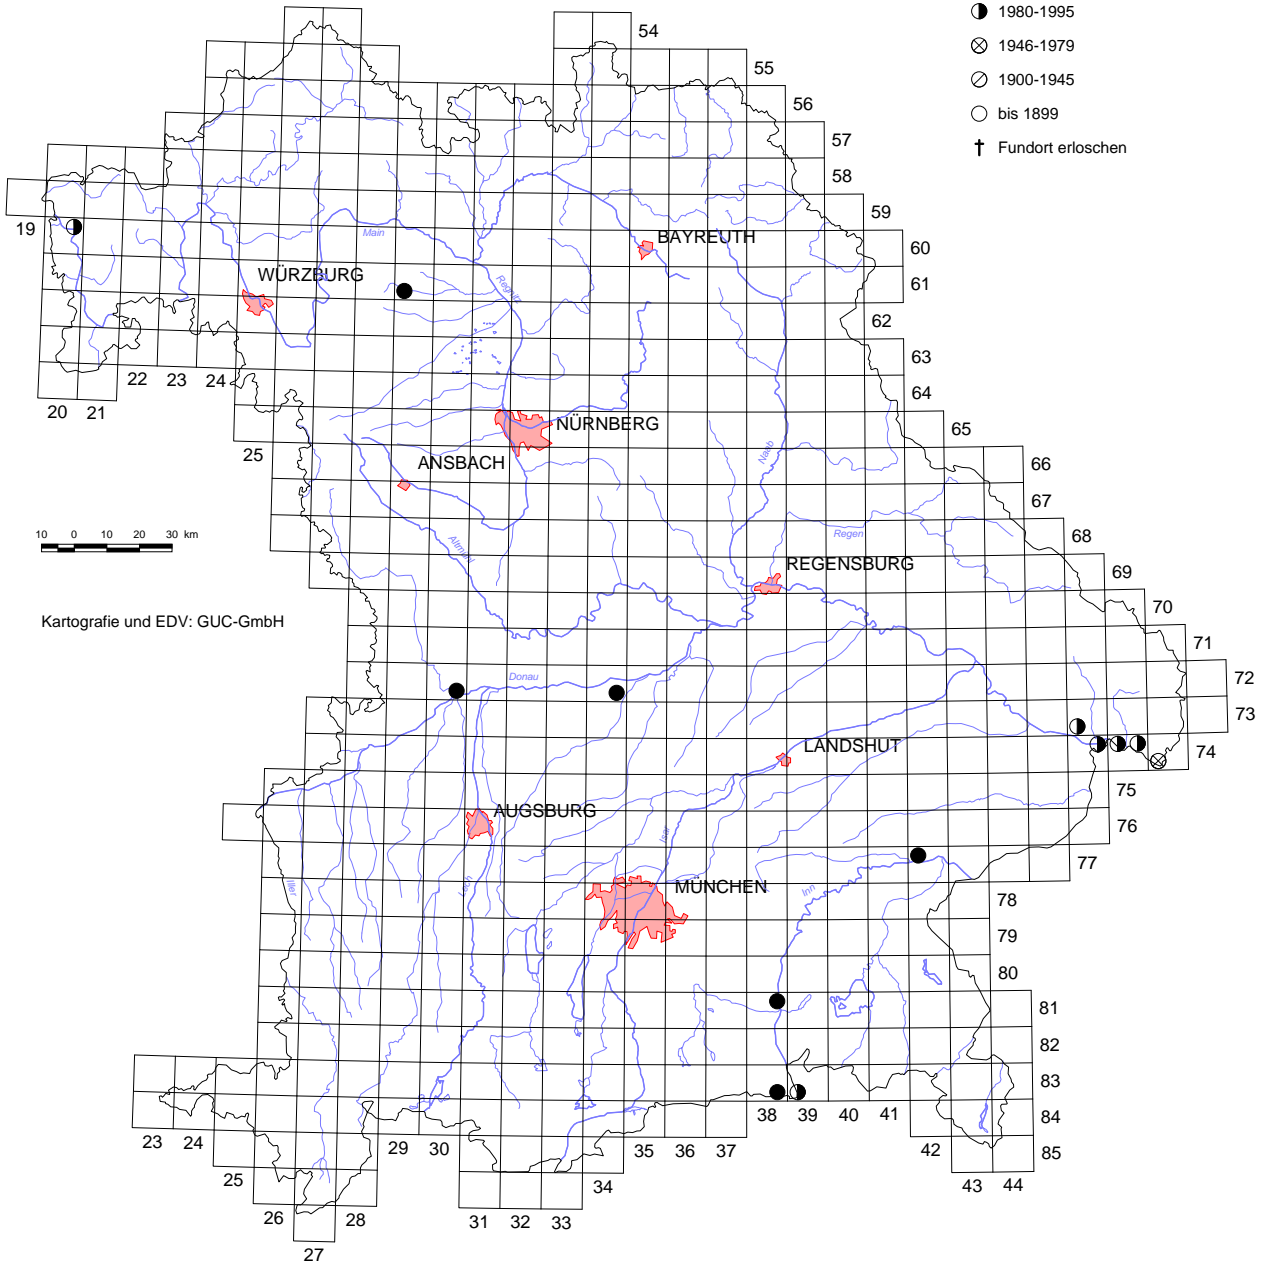 1980-1995
1946-1979
1900-1945
bis 1899
Fundort erloschen
54
55
56
57
58
59
60
61
62
63
64
65
66
67
68
69
70
71
72
73
74
75
76
77
78
79
80
81
82
83
84
85
19
20 21
22 23 24
25
BAYREUTH
WÜRZBURG
Main
Regnitz
NÜRNBERG
ANSBACH
Naab
Altmühl
Regen
REGENSBURG
10 0 10 20 30 km
Kartografie und EDV: GUC-GmbH
Donau
LANDSHUT
AUGSBURG
Isar
MÜNCHEN
Iller
Lech
Inn
38 39 40 41
23 24
25
26
27
28
29 30
31 32 33
34
35 36 37
42
43 44